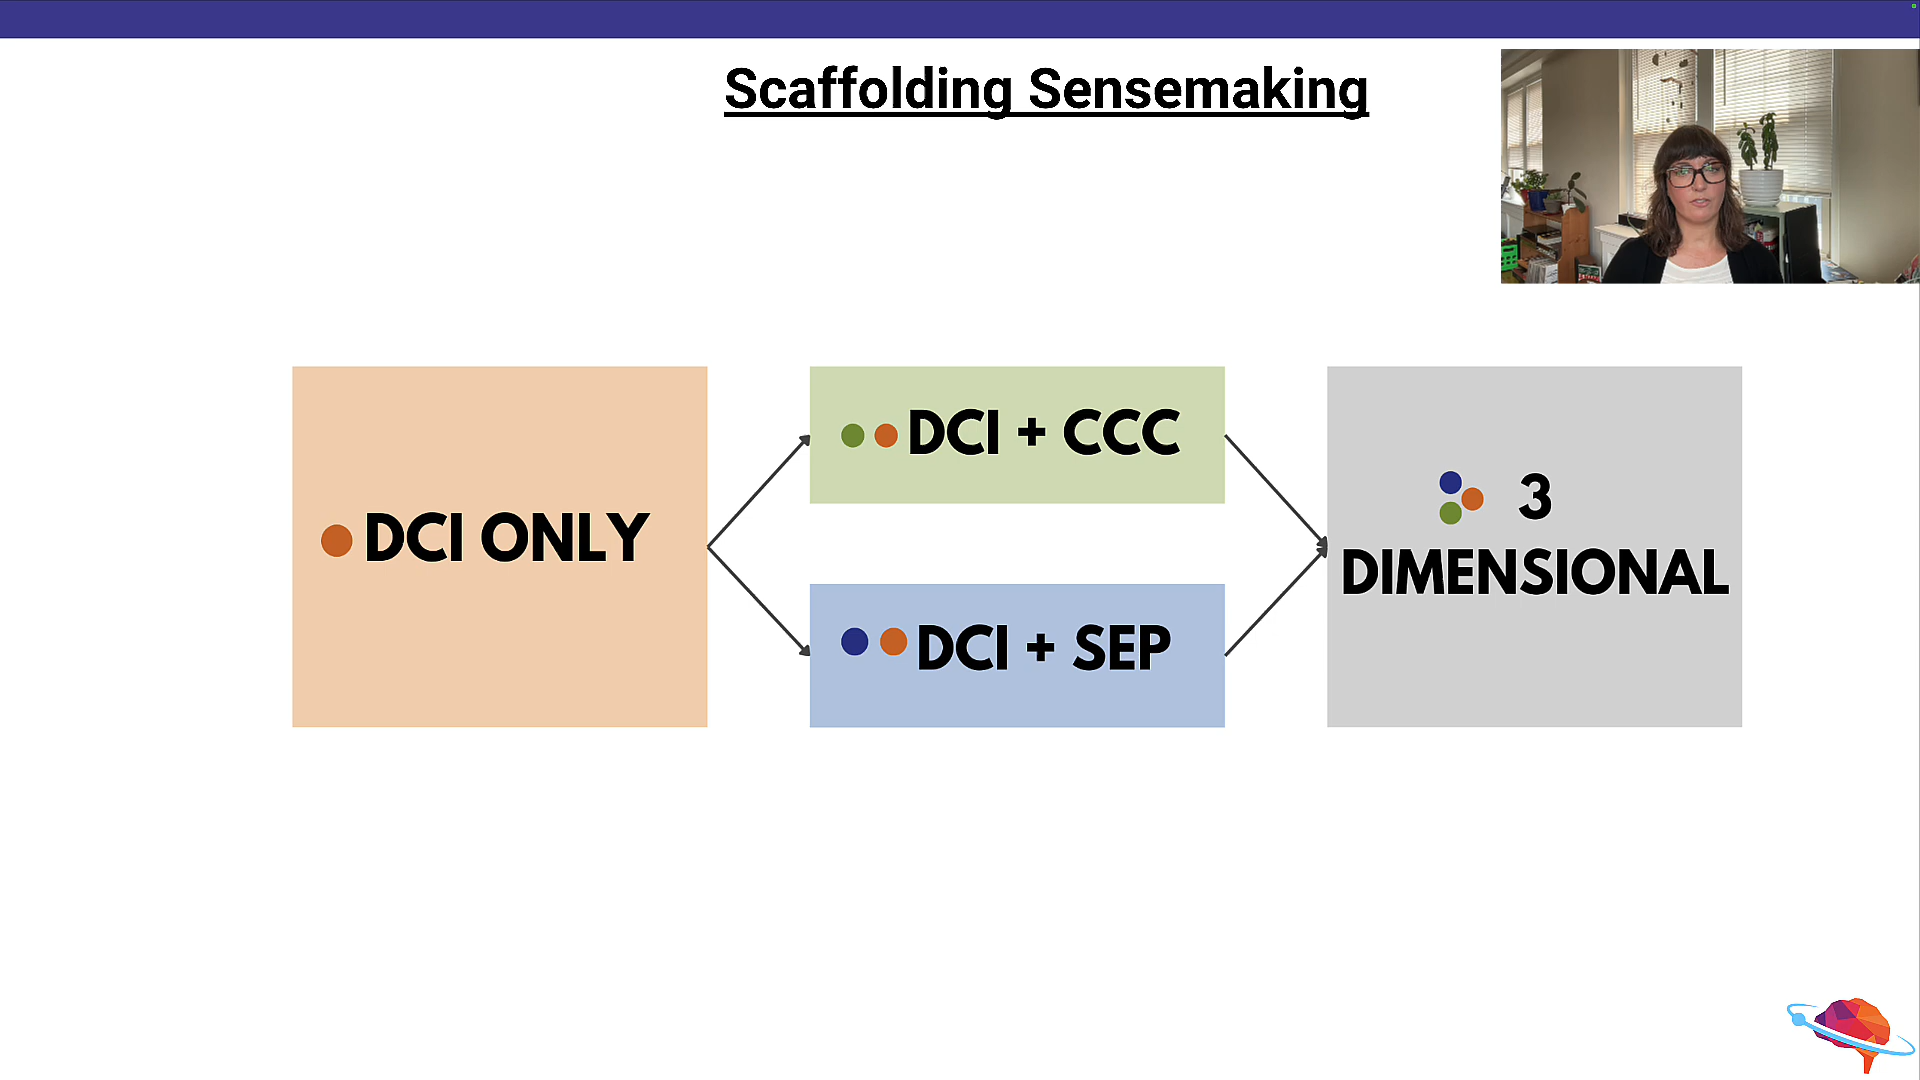 Scaffolding Sensemaking
DCI ONLY
DCI + CCC
DCI + SEP
3
DIMENSIONAL